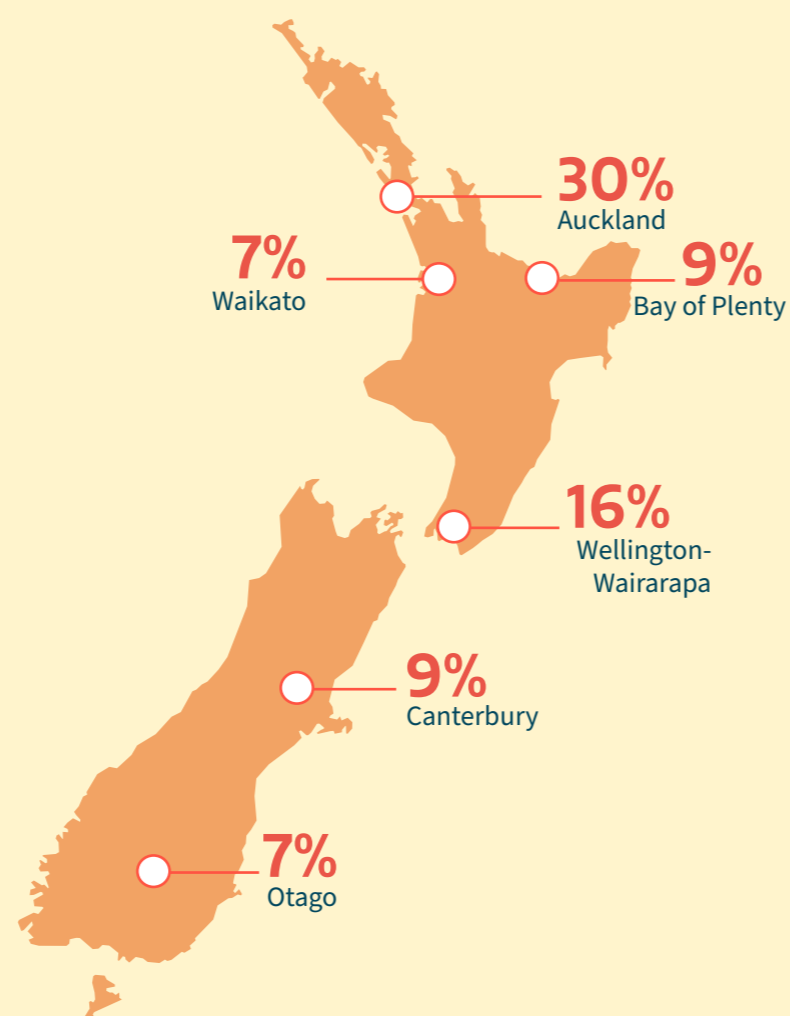 30%
Auckland
7%
Waikato
9%
Bay of Plenty
16%
Wellington-
Wairarapa
9%
Canterbury
7%
Otago